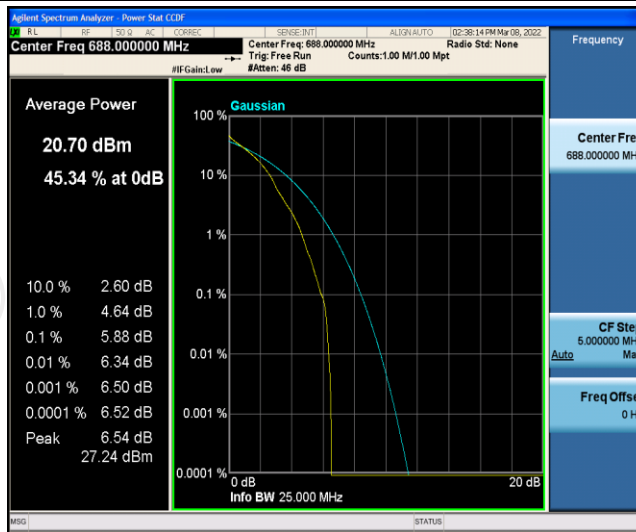 Agilent Spectrum Analyzer - Power Stat CCDF
RL RF 50 Ω AC CORREC SENSE:INT ALIGN AUTO 02:38:14 PM Mar 08, 2022
Center Freq 688.000000 MHz
Center Freq: 688.000000 MHz Radio Std: None
Trig: Free Run Counts:1.00 M/1.00 Mpt
#IFGain:Low #Atten: 46 dB
Frequency
Average Power
20.70 dBm
45.34 % at 0dB
10.0 % 2.60 dB
1.0 % 4.64 dB
0.1 % 5.88 dB
0.01 % 6.34 dB
0.001 % 6.50 dB
0.0001 % 6.52 dB
Peak 6.54 dB
27.24 dBm
Gaussian
100 %
10 %
1 %
0.1 %
0.01 %
0.001 %
0.0001 %
0 dB 20 dB
Info BW 25.000 MHz
Center Fre
688.000000 MH
CF Ste
5.000000 MH
Auto Ma
Freq Offse
0 H
MSG STATUS